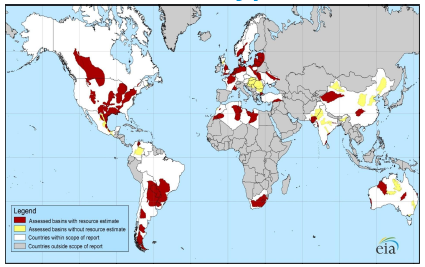 Legend
Assessed basins with resource estimate
Assessed basins without resource estimate
Countries within scope of report
Countries outside scope of report
eia